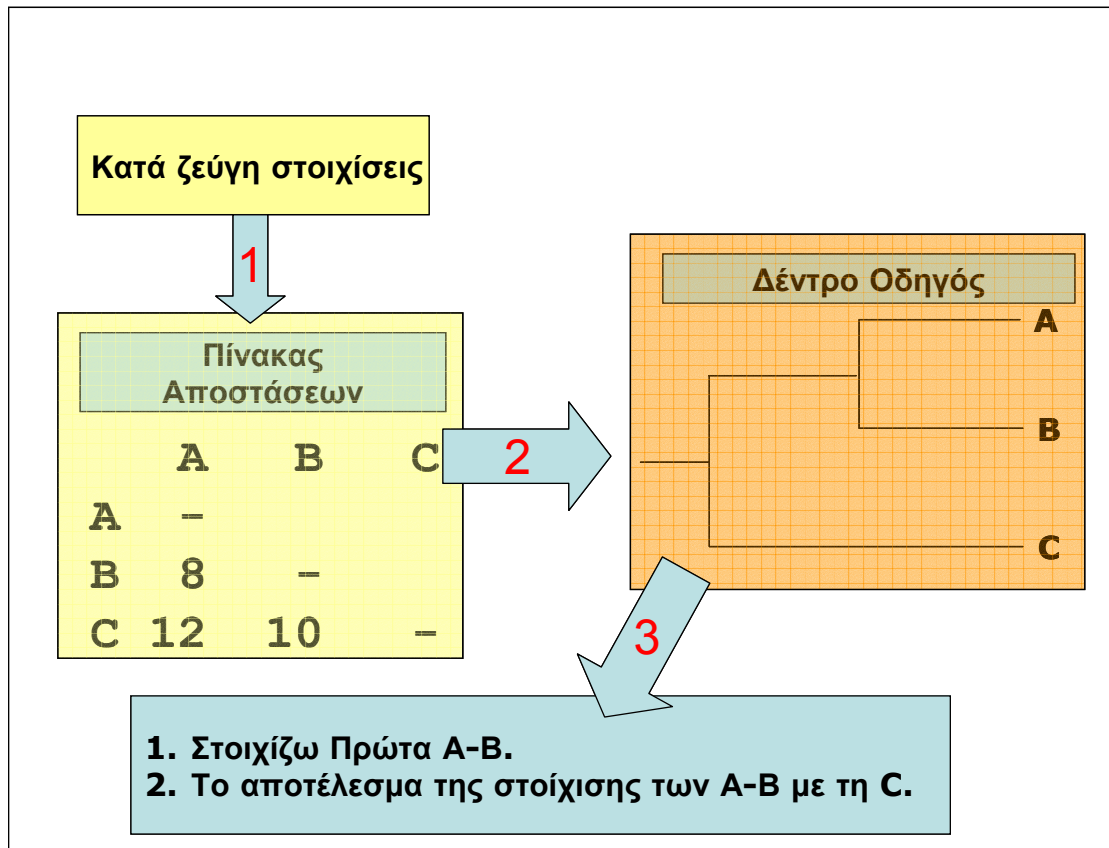 Κατά ζεύγη στοιχίσεις
1
Πίνακας
Αποστάσεων
A B C
A –
B 8 –
C 12 10 –
2
Δέντρο Οδηγός
A
B
C
3
1. Στοιχίζω Πρώτα A-B.
2. Το αποτέλεσμα της στοίχισης των A-B με τη C.